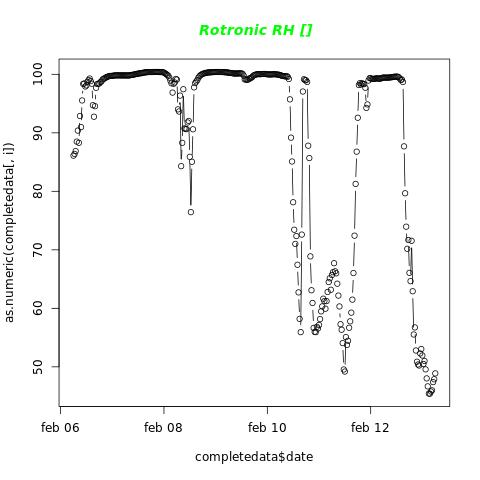 Rotronic RH []
as.numeric(completedata[, i])
100
90
80
70
60
50
feb 06
feb 08
feb 10
feb 12
completedata$date